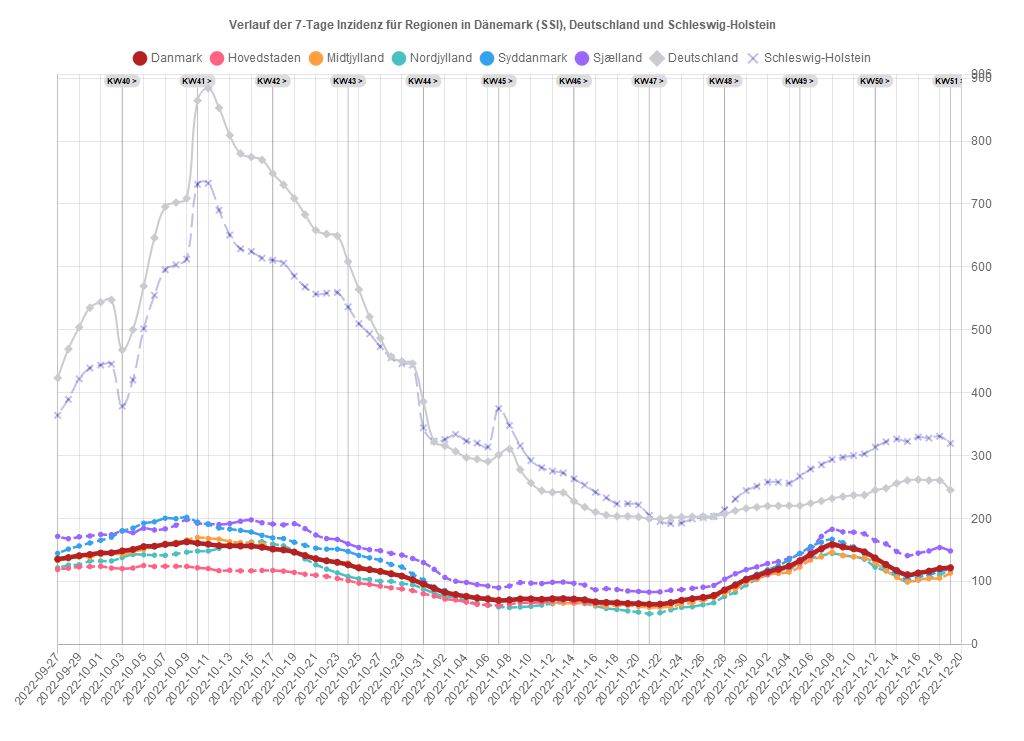 Verlauf der 7-Tage Inzidenz für Regionen in Dänemark (SSI), Deutschland und Schleswig-Holstein
Danmark Hovedstaden Midtjylland Nordjylland Syddanmark Sjælland Deutschland Schleswig-Holstein
KW40 > KW41 > KW42 > KW43 > KW44 > KW45 > KW46 > KW47 > KW48 > KW49 > KW50 > KW51 >
906
900
800
700
600
500
400
300
200
100
0
2022-09-27 2022-09-29 2022-10-01 2022-10-03 2022-10-05 2022-10-07 2022-10-09 2022-10-11 2022-10-13 2022-10-15 2022-10-17 2022-10-19 2022-10-21 2022-10-23 2022-10-25 2022-10-27 2022-10-29 2022-10-31 2022-11-02 2022-11-04 2022-11-06 2022-11-08 2022-11-10 2022-11-12 2022-11-14 2022-11-16 2022-11-18 2022-11-20 2022-11-22 2022-11-24 2022-11-26 2022-11-28 2022-11-30 2022-12-02 2022-12-04 2022-12-06 2022-12-08 2022-12-10 2022-12-12 2022-12-14 2022-12-16 2022-12-18 2022-12-20